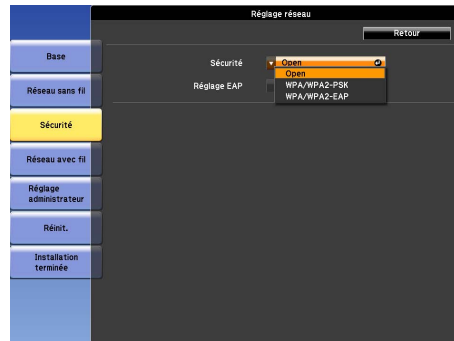 Réglage réseau
Retour
Base
Réseau sans fil
Sécurité
Réseau avec fil
Réglage
administrateur
Réinit.
Installation
terminée
Sécurité
Open
Open
WPA/WPA2-PSK
WPA/WPA2-EAP
Réglage EAP